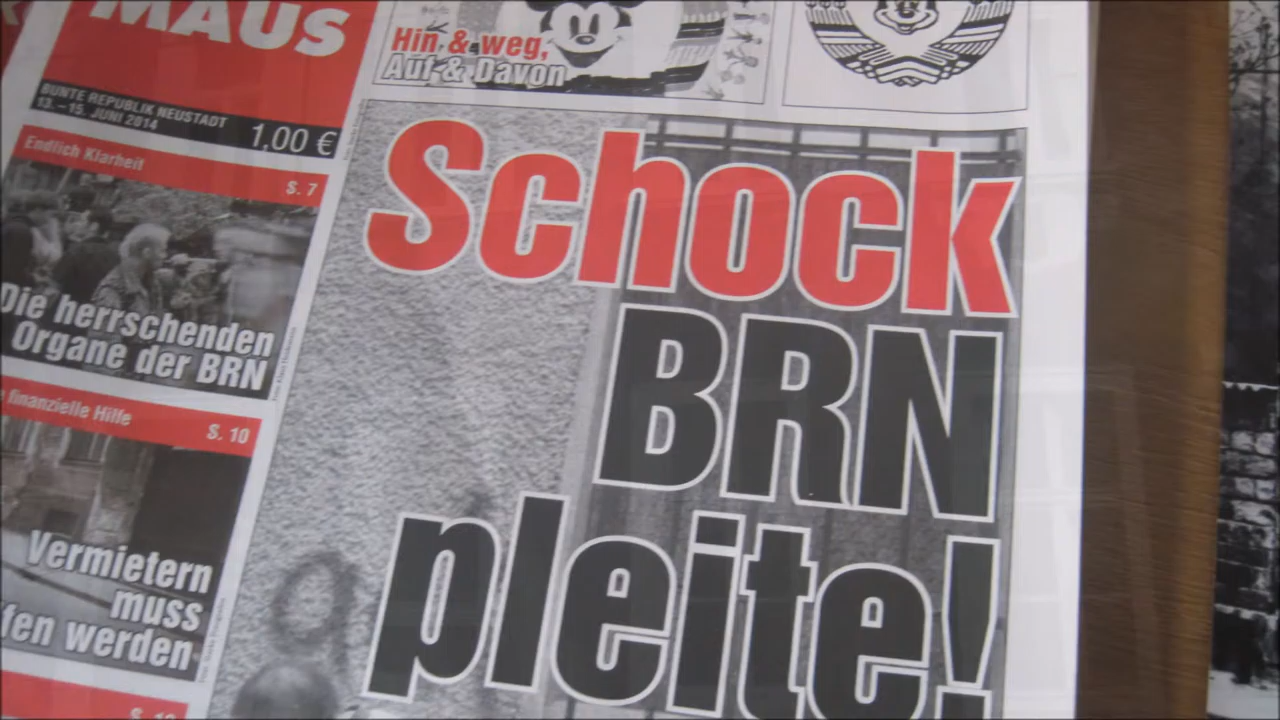 MAUS
BUNTE REPUBLIK NEUSTADT
13. – 15. JUNI 2014
1,00 €
Hin & weg,
Auf & Davon
Endlich Klarheit
S. 7
Die herrschenden
Organe der BRN
finanzielle Hilfe
S. 10
Vermietern
muss
fen werden
Schock
BRN
pleite!